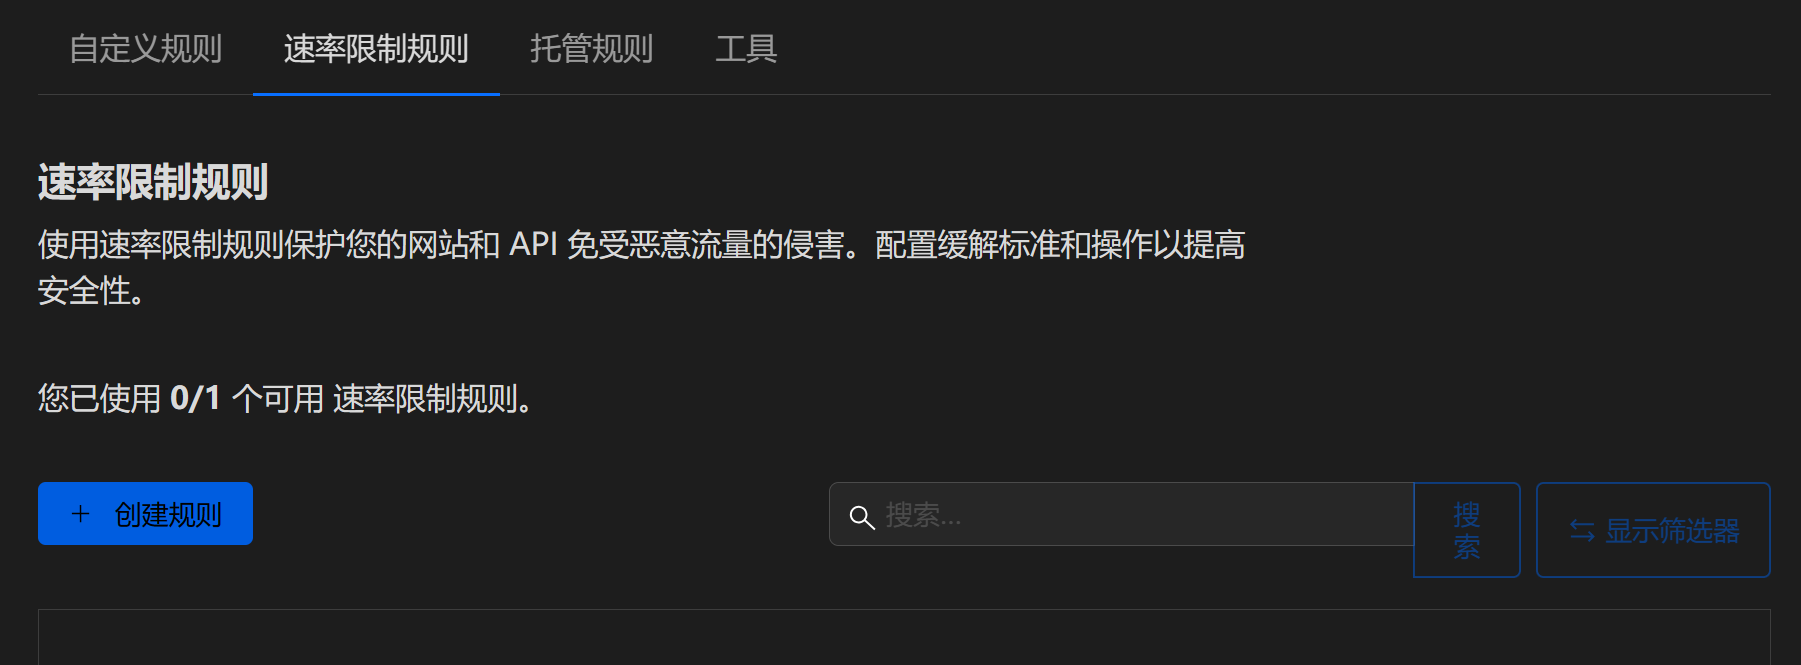 自定义规则 速率限制规则 托管规则 工具
速率限制规则
使用速率限制规则保护您的网站和 API 免受恶意流量的侵害。配置缓解标准和操作以提高
安全性。
您已使用 0/1 个可用 速率限制规则。
+ 创建规则
搜索...
搜
索
显示筛选器